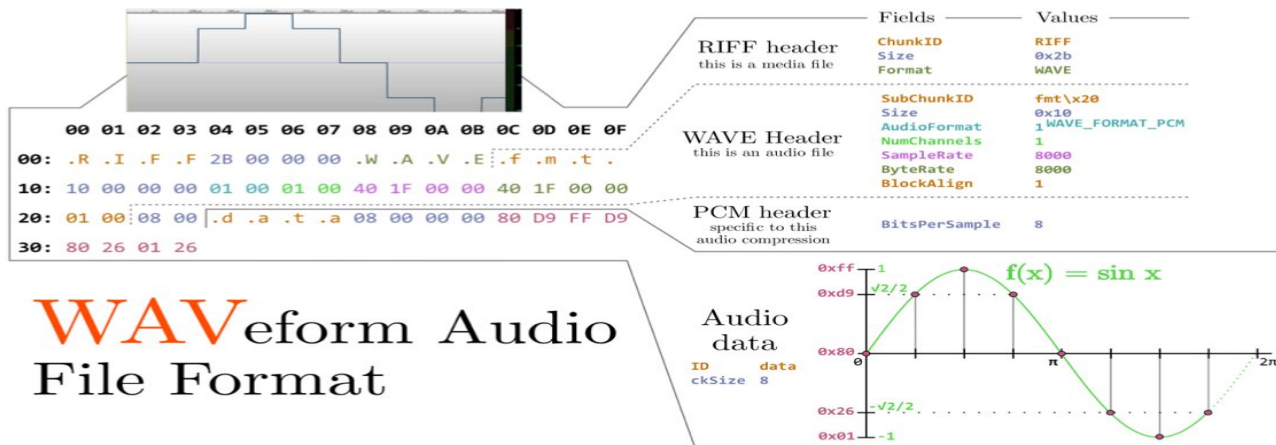 00 01 02 03 04 05 06 07 08 09 0A 0B 0C 0D 0E 0F
00: .R .I .F .F 2B 00 00 00 .W .A .V .E .f .m .t .
10: 10 00 00 00 01 00 01 00 40 1F 00 00 40 1F 00 00
20: 01 00 08 00 .d .a .t .a 08 00 00 00 80 D9 FF D9
30: 80 26 01 26
WAVeform Audio
File Format
Fields Values
RIFF header
this is a media file
ChunkID RIFF
Size 0x2b
Format WAVE
WAVE Header
this is an audio file
SubChunkID fmt\x20
Size 0x10
AudioFormat 1 WAVE_FORMAT_PCM
NumChannels 1
SampleRate 8000
ByteRate 8000
BlockAlign 1
PCM header
specific to this
audio compression
BitsPerSample 8
Audio
data
ID data
ckSize 8
f(x) = sin x
0xff 1
0xd9 √2/2
0x80 0 π 2π
0x26 -√2/2
0x01 -1